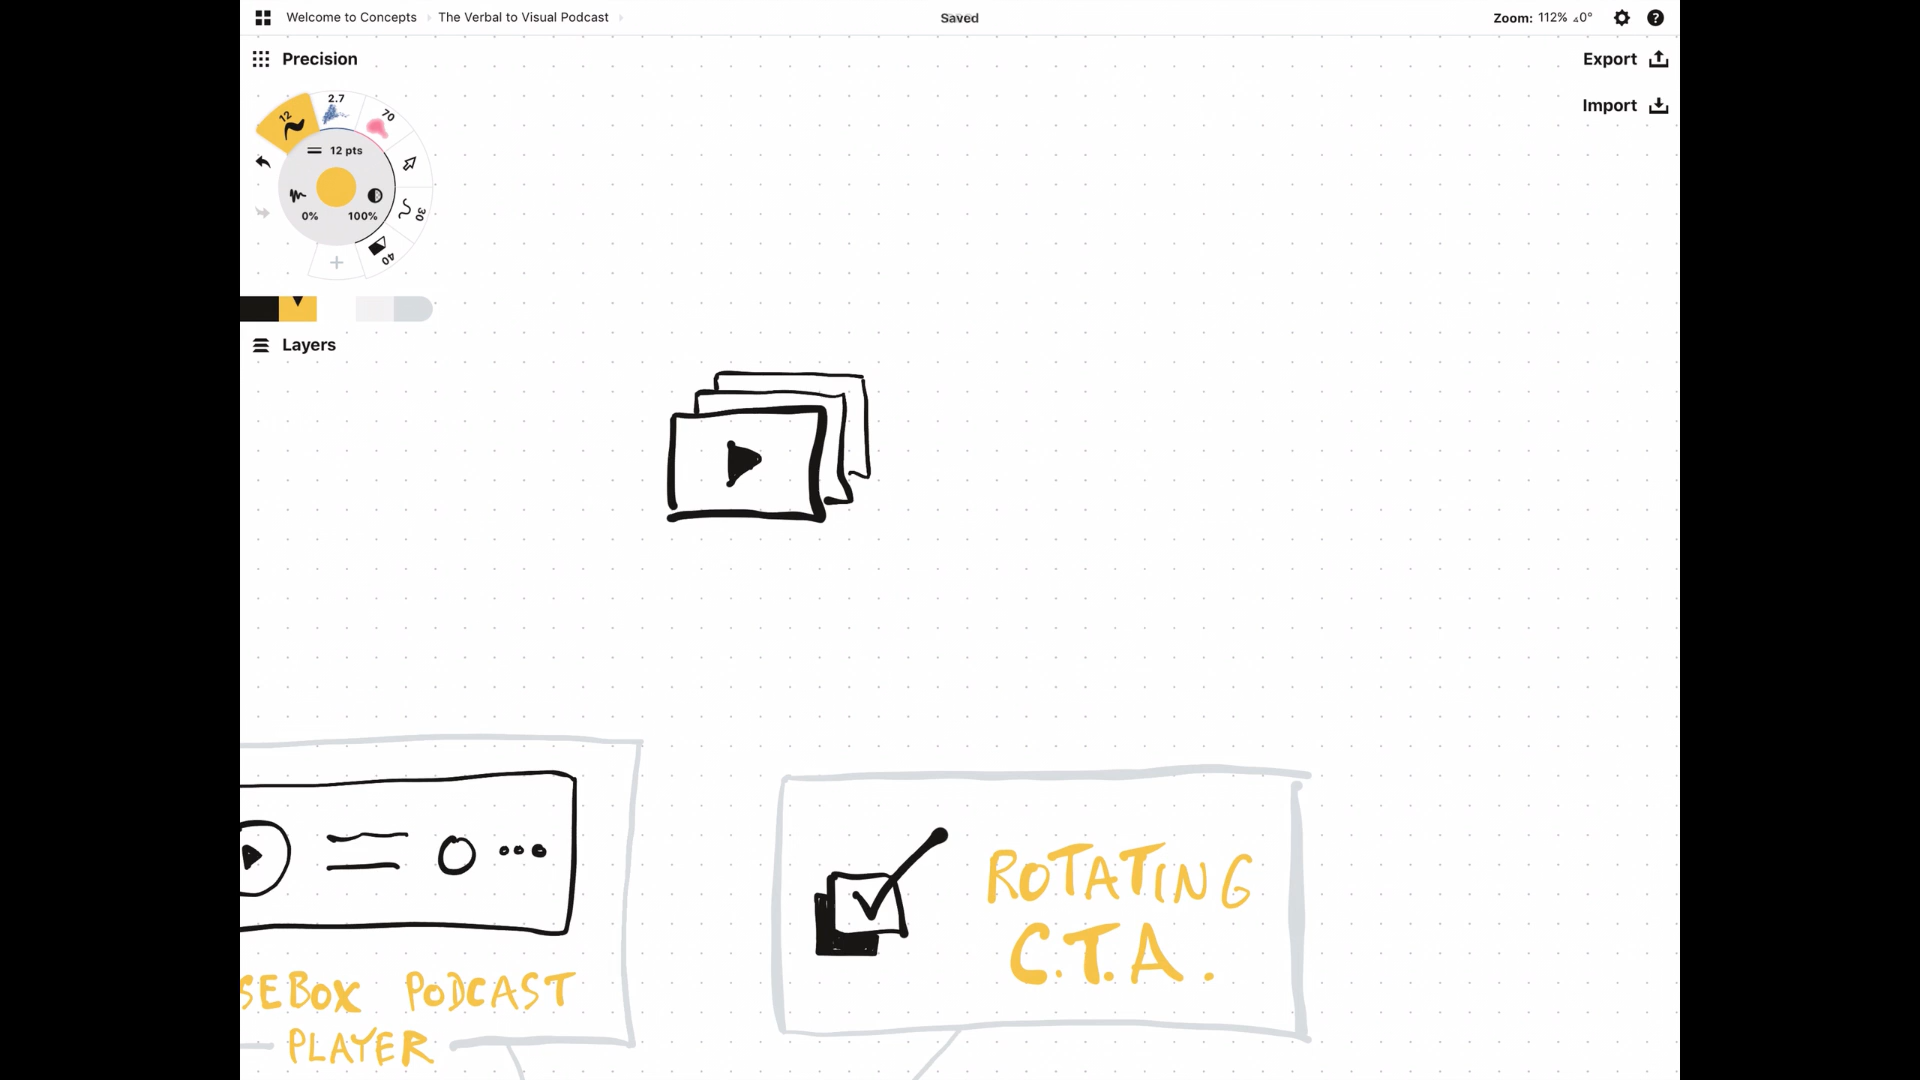 Welcome to Concepts
The Verbal to Visual Podcast
Saved
Zoom: 112% ⊿0°
Precision
Export
Import
2.7
70
12
12 pts
30
0%
100%
40
Layers
ROTATING
C.T.A.
SEBOX PODCAST
PLAYER